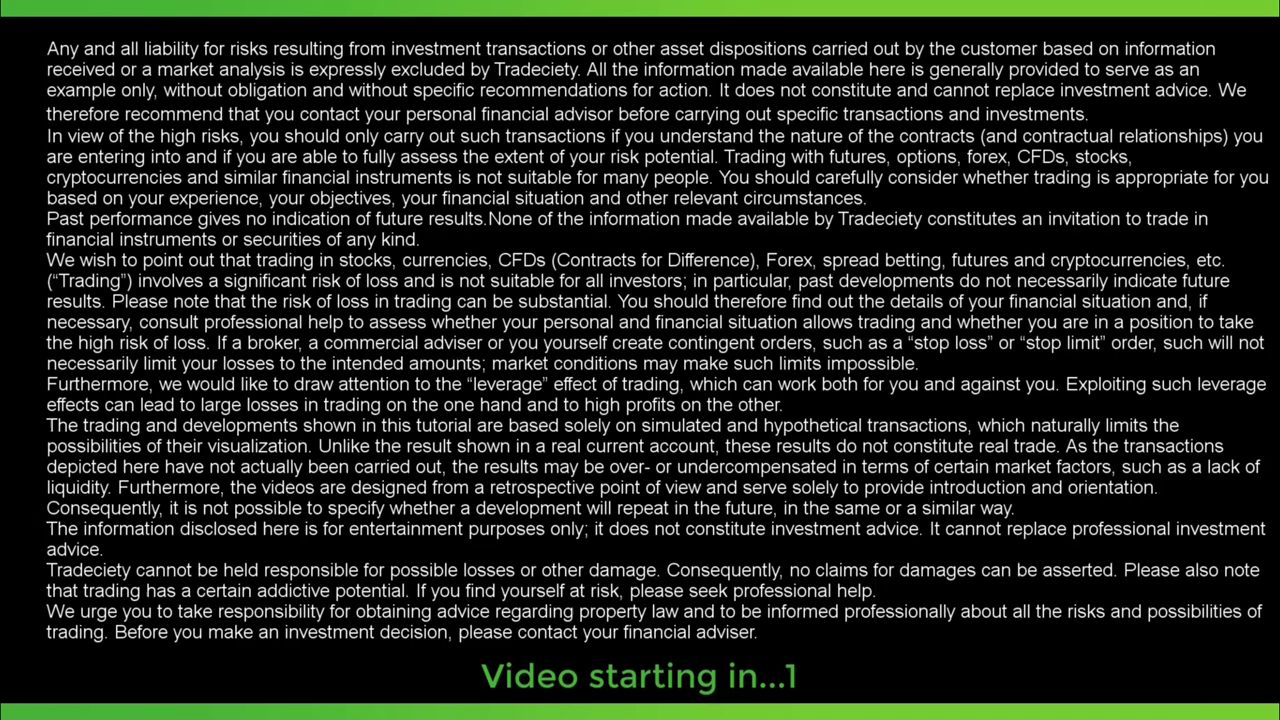 Any and all liability for risks resulting from investment transactions or other asset dispositions carried out by the customer based on information
received or a market analysis is expressly excluded by Tradeciety. All the information made available here is generally provided to serve as an
example only, without obligation and without specific recommendations for action. It does not constitute and cannot replace investment advice. We
therefore recommend that you contact your personal financial advisor before carrying out specific transactions and investments.
In view of the high risks, you should only carry out such transactions if you understand the nature of the contracts (and contractual relationships) you
are entering into and if you are able to fully assess the extent of your risk potential. Trading with futures, options, forex, CFDs, stocks,
cryptocurrencies and similar financial instruments is not suitable for many people. You should carefully consider whether trading is appropriate for you
based on your experience, your objectives, your financial situation and other relevant circumstances.
Past performance gives no indication of future results.None of the information made available by Tradeciety constitutes an invitation to trade in
financial instruments or securities of any kind.
We wish to point out that trading in stocks, currencies, CFDs (Contracts for Difference), Forex, spread betting, futures and cryptocurrencies, etc.
(“Trading”) involves a significant risk of loss and is not suitable for all investors; in particular, past developments do not necessarily indicate future
results. Please note that the risk of loss in trading can be substantial. You should therefore find out the details of your financial situation and, if
necessary, consult professional help to assess whether your personal and financial situation allows trading and whether you are in a position to take
the high risk of loss. If a broker, a commercial adviser or you yourself create contingent orders, such as a “stop loss” or “stop limit” order, such will not
necessarily limit your losses to the intended amounts; market conditions may make such limits impossible.
Furthermore, we would like to draw attention to the “leverage” effect of trading, which can work both for you and against you. Exploiting such leverage
effects can lead to large losses in trading on the one hand and to high profits on the other.
The trading and developments shown in this tutorial are based solely on simulated and hypothetical transactions, which naturally limits the
possibilities of their visualization. Unlike the result shown in a real current account, these results do not constitute real trade. As the transactions
depicted here have not actually been carried out, the results may be over- or undercompensated in terms of certain market factors, such as a lack of
liquidity. Furthermore, the videos are designed from a retrospective point of view and serve solely to provide introduction and orientation.
Consequently, it is not possible to specify whether a development will repeat in the future, in the same or a similar way.
The information disclosed here is for entertainment purposes only; it does not constitute investment advice. It cannot replace professional investment
advice.
Tradeciety cannot be held responsible for possible losses or other damage. Consequently, no claims for damages can be asserted. Please also note
that trading has a certain addictive potential. If you find yourself at risk, please seek professional help.
We urge you to take responsibility for obtaining advice regarding property law and to be informed professionally about all the risks and possibilities of
trading. Before you make an investment decision, please contact your financial adviser.
Video starting in...1